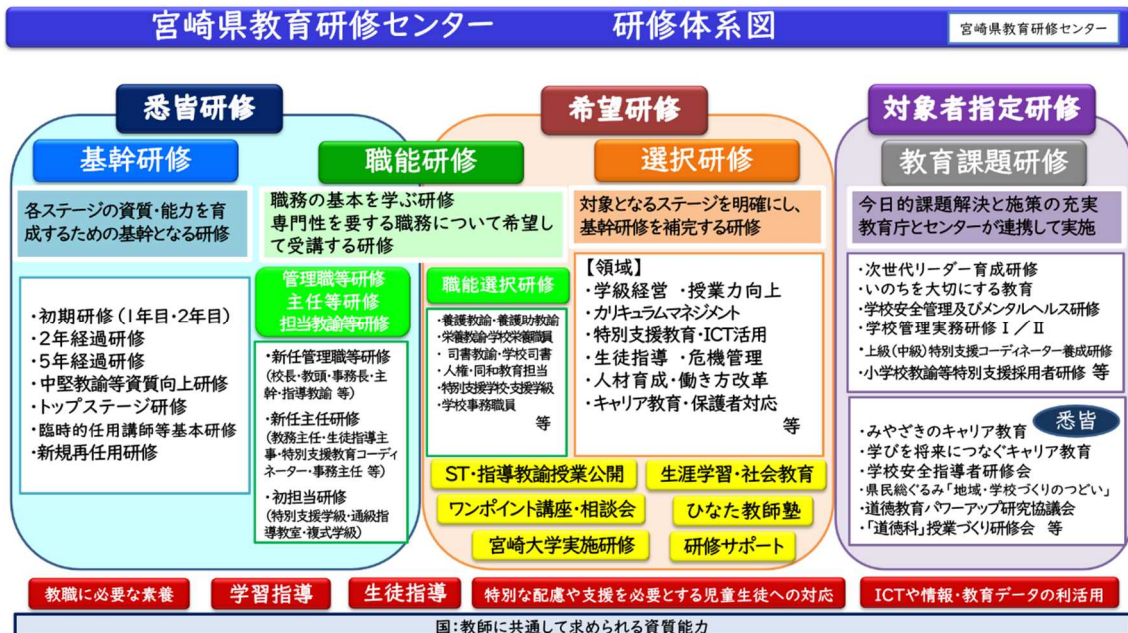 宮崎県教育研修センター 研修体系図
宮崎県教育研修センター
悉皆研修
希望研修
対象者指定研修
基幹研修
職能研修
選択研修
教育課題研修
各ステージの資質・能力を育
成するための基幹となる研修
職務の基本を学ぶ研修
専門性を要する職務について希望し
て受講する研修
対象となるステージを明確にし、
基幹研修を補完する研修
今日的課題解決と施策の充実
教育庁とセンターが連携して実施
・初期研修(1年目・2年目)
・2年経過研修
・5年経過研修
・中堅教諭等資質向上研修
・トップステージ研修
・臨時的任用講師等基本研修
・新規再任用研修
管理職等研修
主任等研修
担当教諭等研修
・新任管理職等研修
(校長・教頭・事務長・主
幹・指導教諭 等)
・新任主任研修
(教務主任・生徒指導主
事・特別支援教育コーディ
ネーター・事務主任 等)
・初担当研修
(特別支援学級・通級指
導教室・複式学級)
職能選択研修
・養護教諭・養護助教諭
・栄養教諭・学校栄養職員
・司書教諭・学校司書
・人権・同和教育担当
・特別支援学校・支援学級
・学校事務職員
等
【領域】
・学級経営 ・授業力向上
・カリキュラムマネジメント
・特別支援教育・ICT活用
・生徒指導 ・危機管理
・人材育成・働き方改革
・キャリア教育・保護者対応
等
・次世代リーダー育成研修
・いのちを大切にする教育
・学校安全管理及びメンタルヘルス研修
・学校管理実務研修Ⅰ/Ⅱ
・上級(中級)特別支援コーディネーター養成研修
・小学校教諭等特別支援採用者研修 等
悉皆
・みやざきのキャリア教育
・学びを将来につなぐキャリア教育
・学校安全指導者研修会
・県民総ぐるみ「地域・学校づくりのつどい」
・道徳教育パワーアップ研究協議会
・「道徳科」授業づくり研修会 等
ST・指導教諭授業公開
生涯学習・社会教育
ワンポイント講座・相談会
ひなた教師塾
宮崎大学実施研修
研修サポート
教職に必要な素養
学習指導
生徒指導
特別な配慮や支援を必要とする児童生徒への対応
ICTや情報・教育データの利活用
国:教師に共通して求められる資質能力